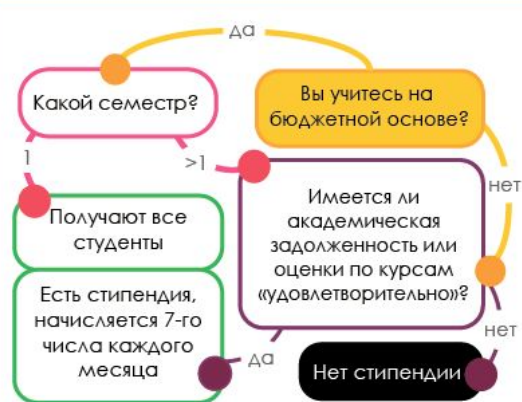 да
Какой семестр?
Вы учитесь на
бюджетной основе?
1
>1
нет
Получают все
студенты
Имеется ли
академическая
задолженность или
оценки по курсам
«удовлетворительно»?
Есть стипендия,
начисляется 7-го
числа каждого
месяца
да
нет
Нет стипендии